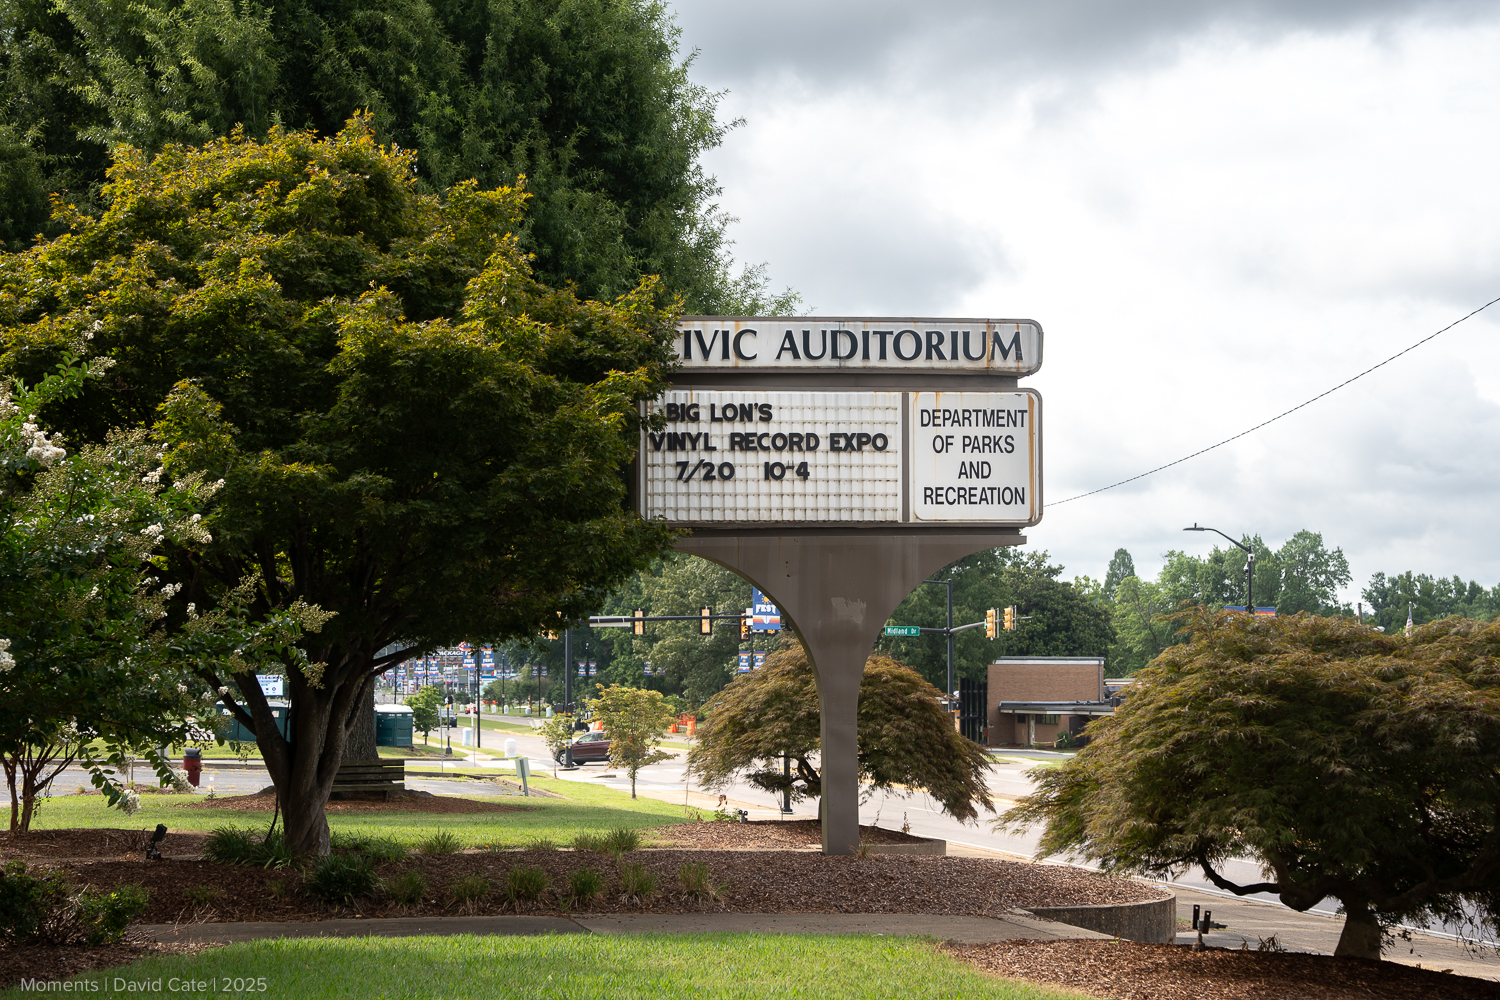 IVIC AUDITORIUM
BIG LON'S
VINYL RECORD EXPO
7/20 10-4
DEPARTMENT
OF PARKS
AND
RECREATION
FEST
Midland Dr
Moments | David Cate | 2025